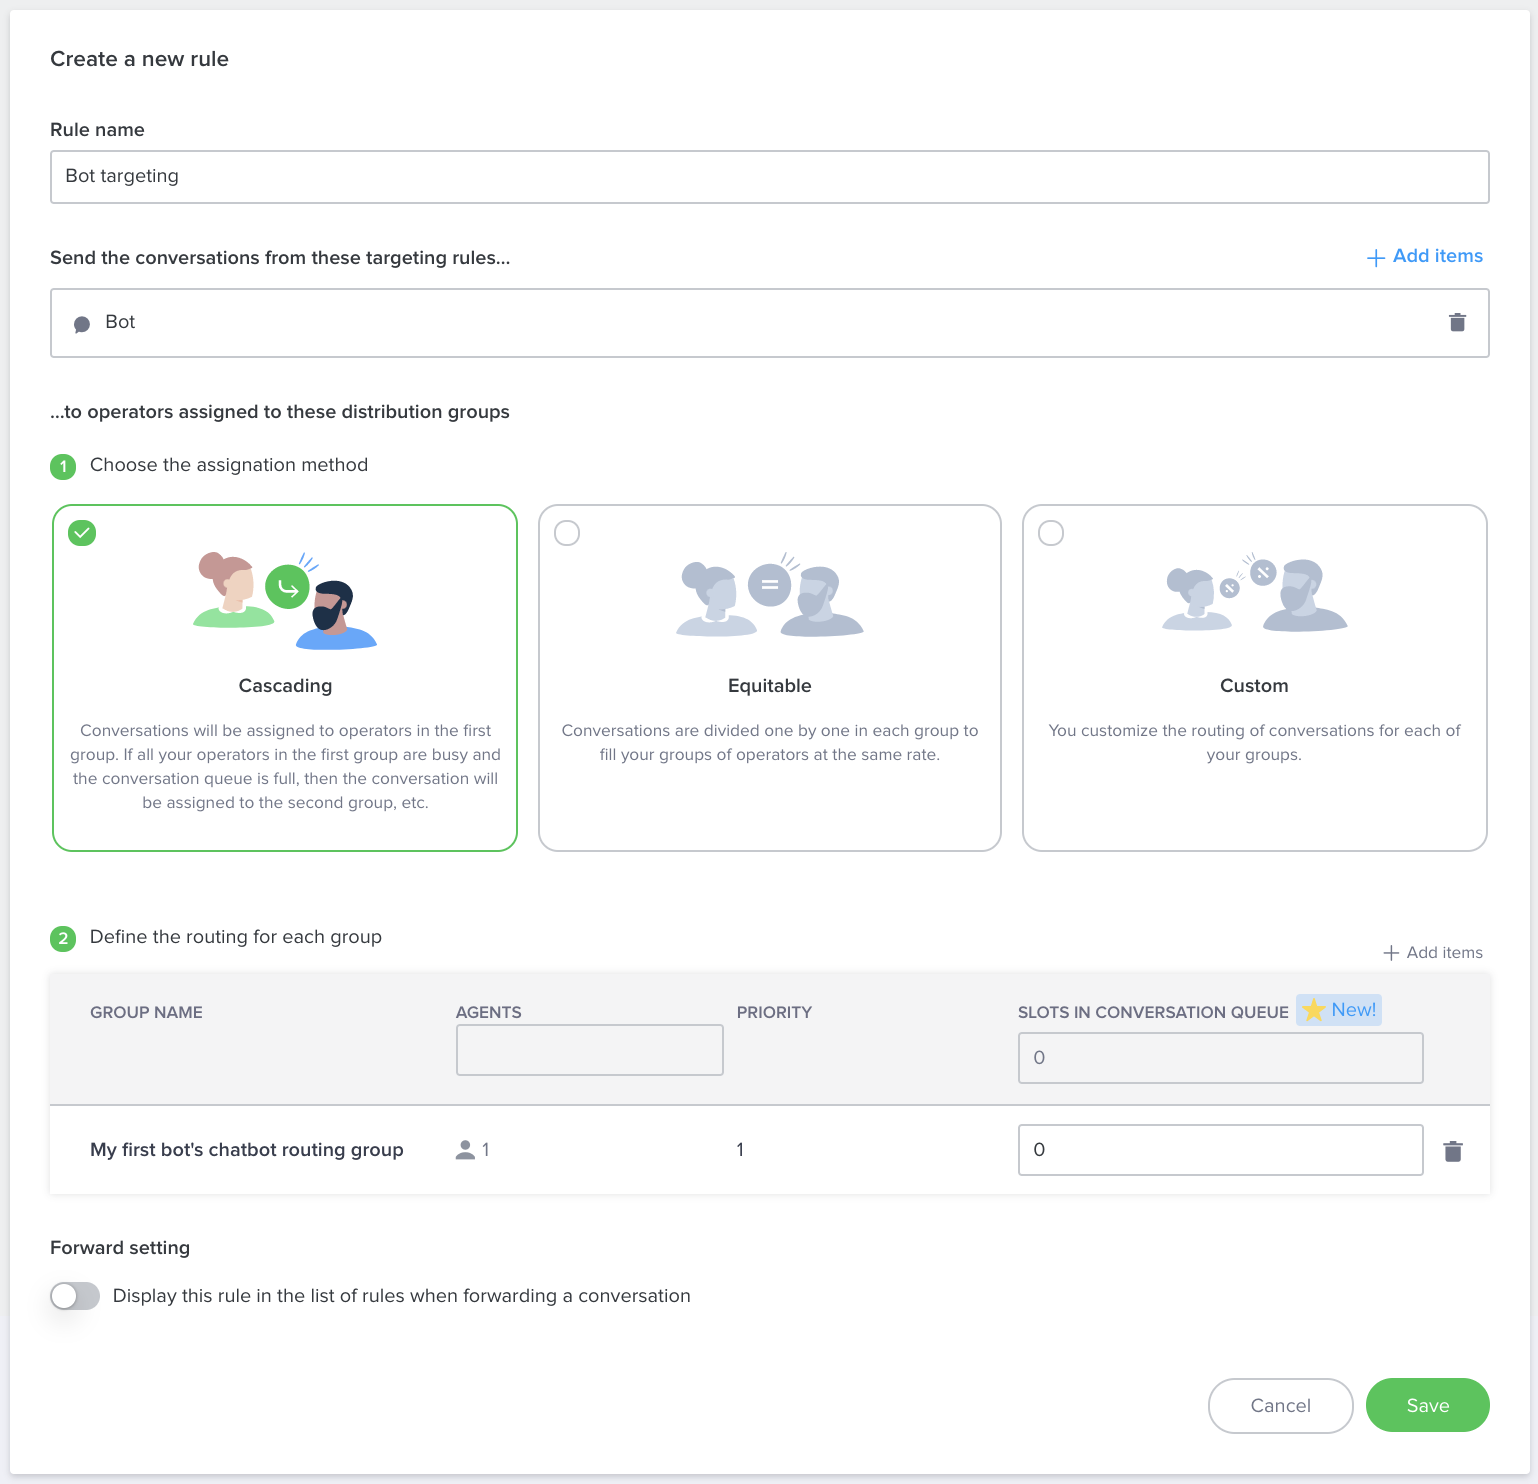 Create a new rule
Rule name
Bot targeting
Send the conversations from these targeting rules...
+ Add items
Bot
...to operators assigned to these distribution groups
1 Choose the assignation method
Cascading
Conversations will be assigned to operators in the first
group. If all your operators in the first group are busy and
the conversation queue is full, then the conversation will
be assigned to the second group, etc.
Equitable
Conversations are divided one by one in each group to
fill your groups of operators at the same rate.
Custom
You customize the routing of conversations for each of
your groups.
2 Define the routing for each group
+ Add items
GROUP NAME
AGENTS
PRIORITY
SLOTS IN CONVERSATION QUEUE
New!
0
My first bot's chatbot routing group
1
1
0
Forward setting
Display this rule in the list of rules when forwarding a conversation
Cancel
Save